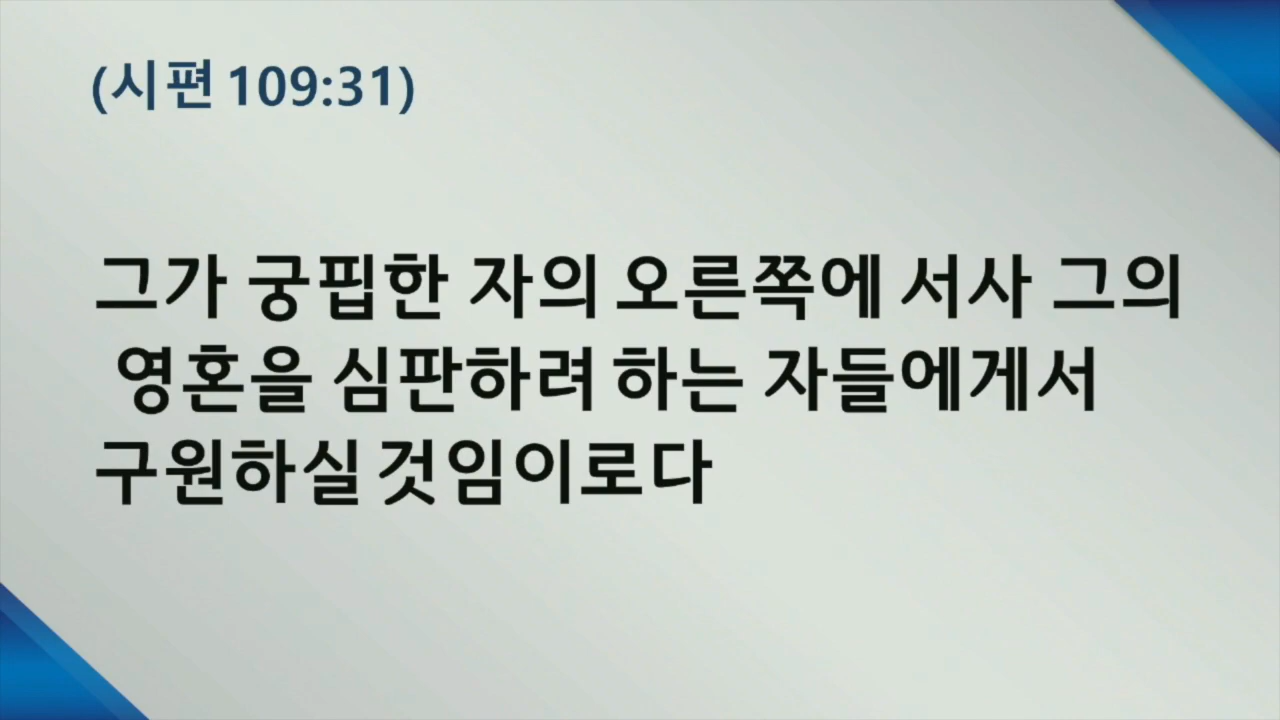 (시편 109:31)
그가 궁핍한 자의 오른쪽에 서사 그의
영혼을 심판하려 하는 자들에게서
구원하실 것임이로다